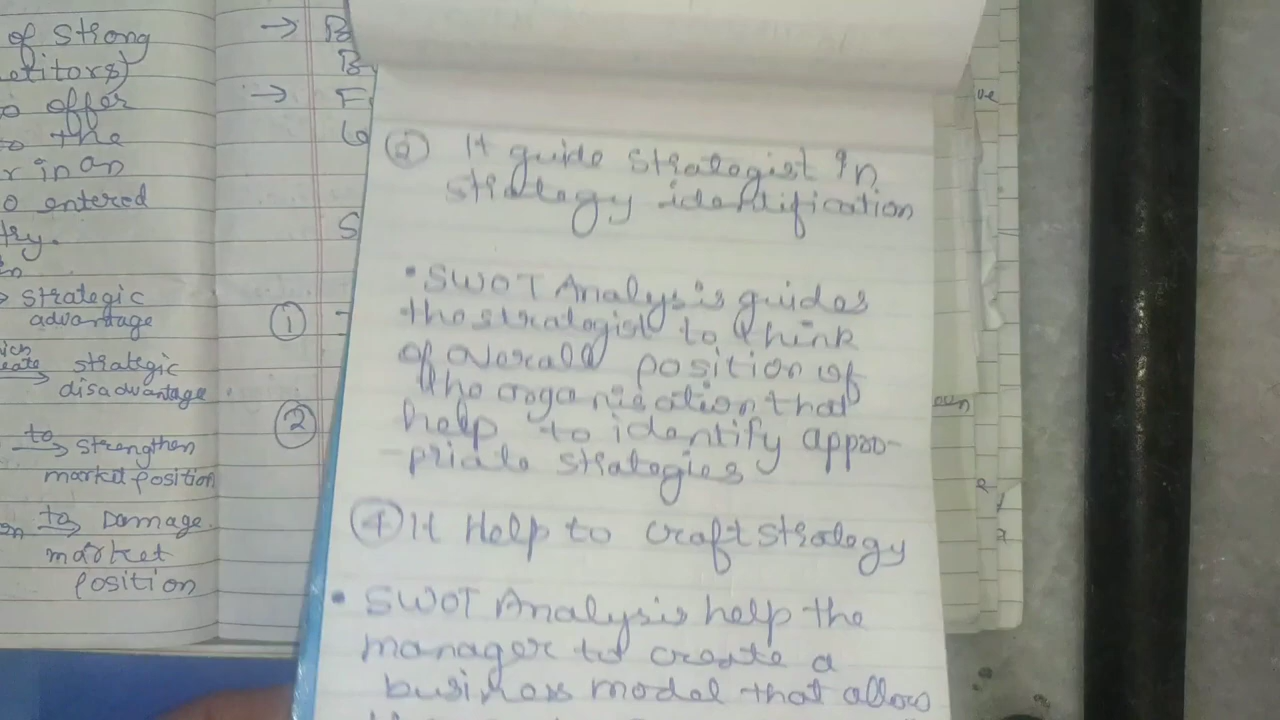 of strong
etitors)
o offer
to the
r in an
o entered
try.
strategic
advantage
strategic
disadvantage
to strengthen
market position
to Damage
market
position
→
→
①
②
It guide strategist in
strategy identification
• SWOT Analysis guides
the strategist to think
of overall position of
the organisation that
help to identify appro-
-priate strategies
④ It Help to craft strategy
• SWOT Analysis help the
manager to create a
business model that allow